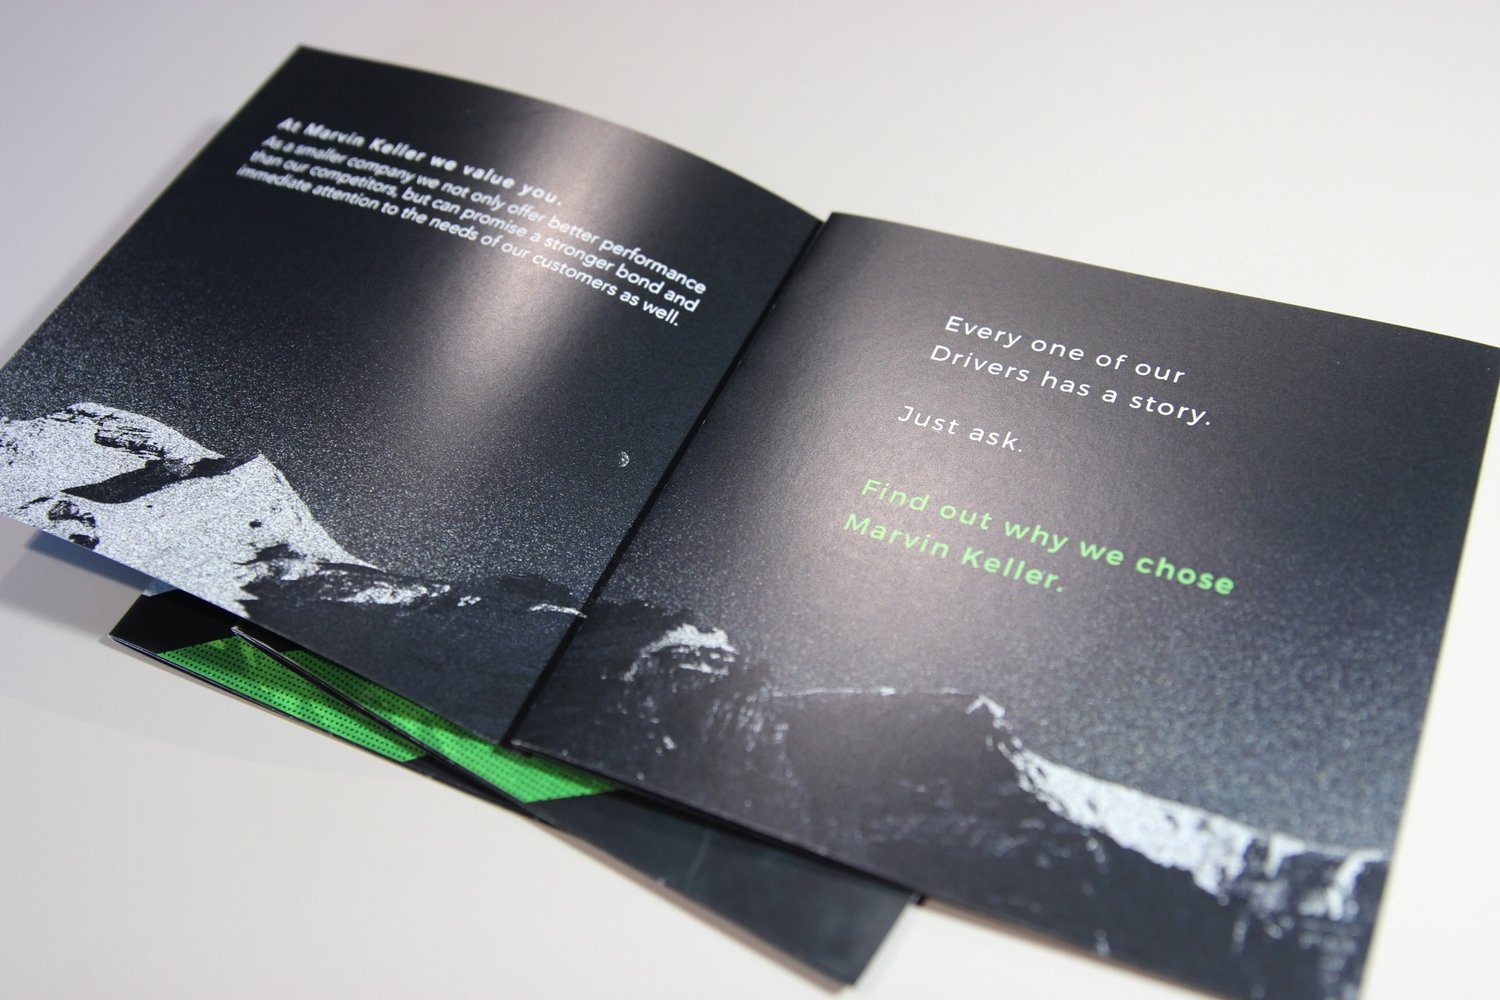 At Marvin Keller we value you.
As a smaller company we not only offer better performance
than our competitors, but can promise a stronger bond and
immediate attention to the needs of our customers as well.
Every one of our
Drivers has a story.
Just ask.
Find out why we chose
Marvin Keller.